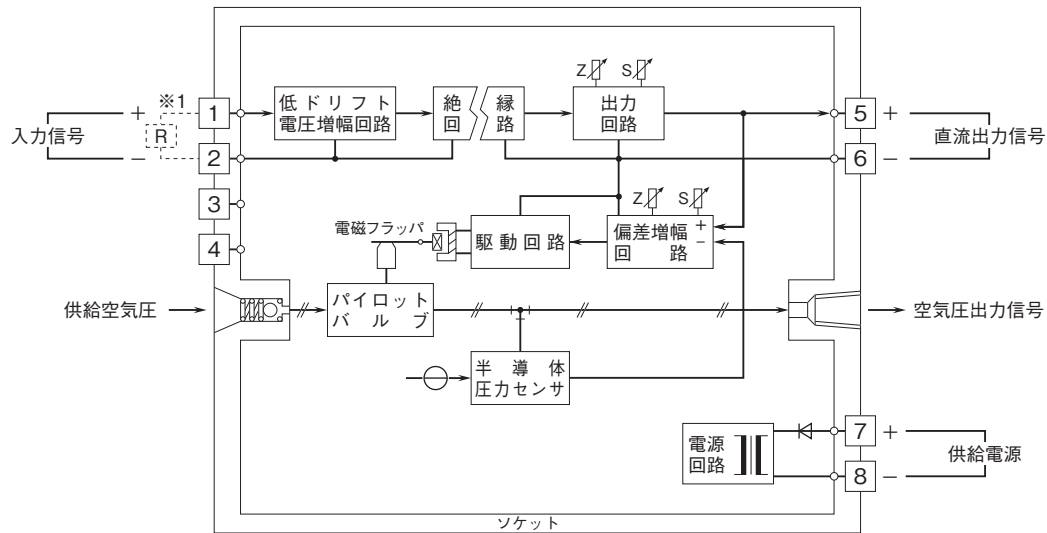 Z S
※1
1
低ドリフト
電圧増幅回路
絶
回
縁
路
出力
回路
5
+
+
入力信号
R
直流出力信号
−
2
6
−
3
Z S
電磁フラッパ
駆動回路
偏差増幅
回　路
+
−
4
供給空気圧
パイロット
バルブ
空気圧出力信号
半導体
圧力センサ
電源
回路
7
+
供給電源
8
−
ソケット